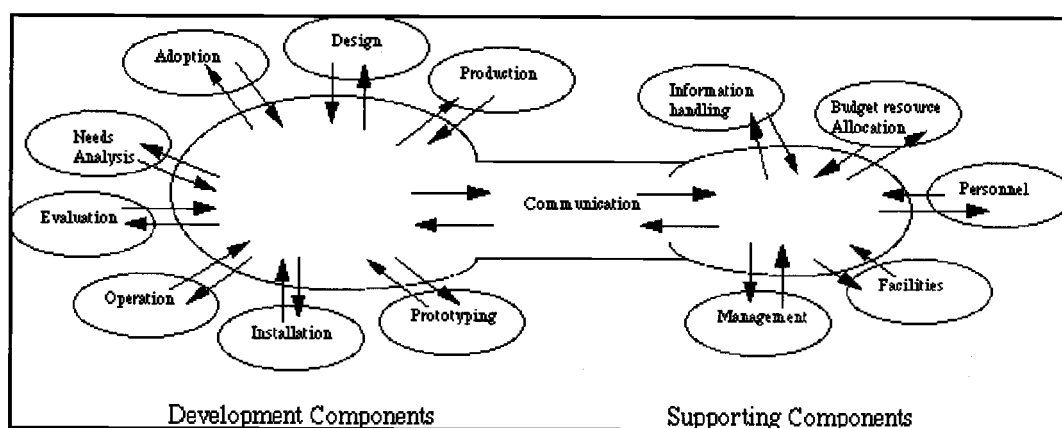 Design
Adoption
Production
Information
handling
Budget resource
Allocation
Needs
Analysis
Personnel
Communication
Evaluation
Operation
Facilities
Installation
Prototyping
Management
Development Components
Supporting Components